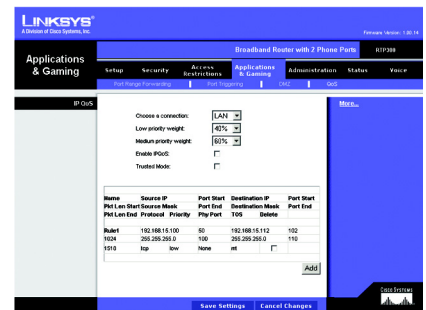 LINKSYS®
A Division of Cisco Systems, Inc.
Firmware Version: 1.00.14
Broadband Router with 2 Phone Ports
RTP300
Applications & Gaming
Setup
Security
Access Restrictions
Applications & Gaming
Administration
Status
Voice
Port Range Forwarding
Port Triggering
DMZ
QoS
IP QoS
More...
Choose a connection: LAN
Low priority weight: 40%
Medium priority weight: 60%
Enable IPQoS:
Trusted Mode:
Name Source IP Port Start Destination IP Port Start
Pkt Len Start Source Mask Port End Destination Mask Port End
Pkt Len End Protocol Priority Phy Port TOS Delete
Rule1 192.168.15.100 50 192.168.15.112 102
1024 255.255.255.0 100 255.255.255.0 110
1510 tcp low None mt
Add
Save Settings
Cancel Changes
CISCO SYSTEMS